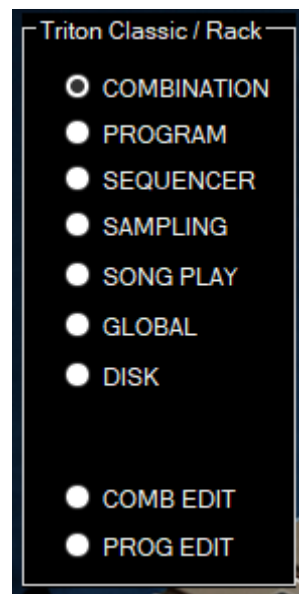 Triton Classic / Rack
COMBINATION
PROGRAM
SEQUENCER
SAMPLING
SONG PLAY
GLOBAL
DISK
COMB EDIT
PROG EDIT